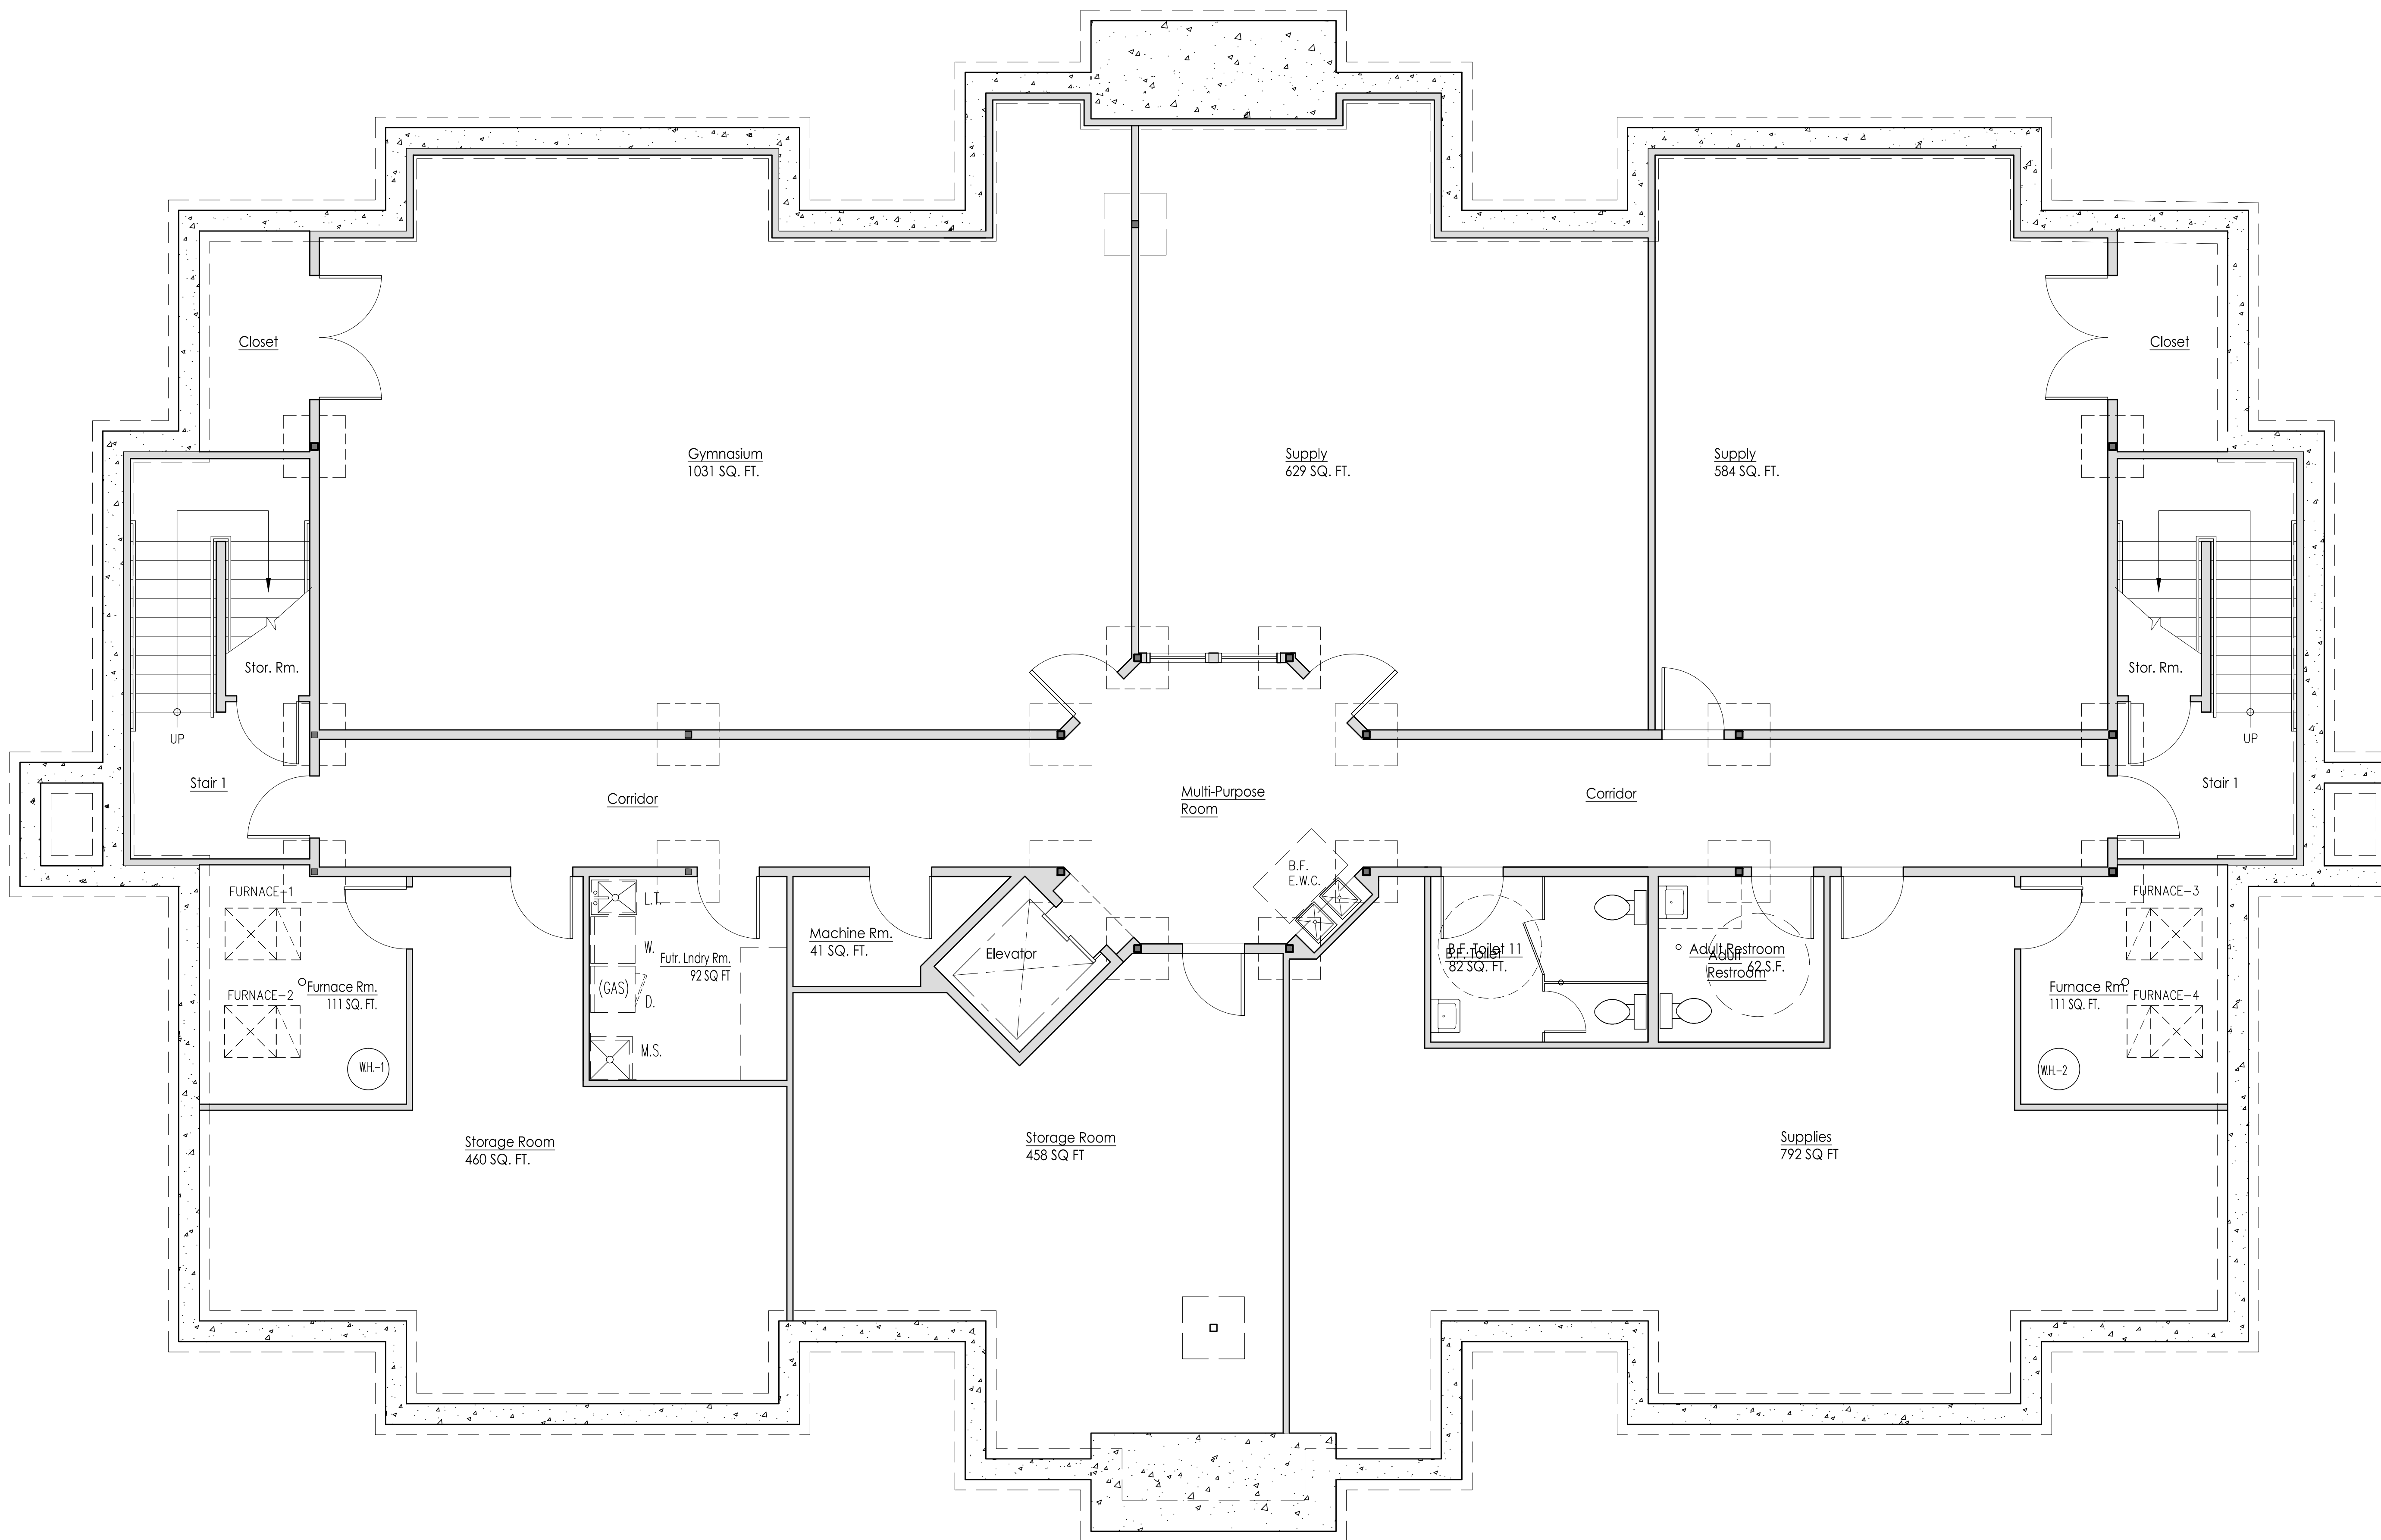 Closet
Closet
Gymnasium
1031 SQ. FT.
Supply
629 SQ. FT.
Supply
584 SQ. FT.
Stor. Rm.
Stor. Rm.
UP
UP
Stair 1
Stair 1
Corridor
Multi-Purpose
Room
Corridor
B.F.
E.W.C.
FURNACE-1
L.T.
FURNACE-3
Machine Rm.
41 SQ. FT.
W.
Futr. Lndry Rm.
92 SQ FT
Elevator
B.F. Toilet 11
B.F. Toilet
82 SQ. FT.
Adult Restroom
62 S.F.
Adult
Restroom
(GAS)
D.
FURNACE-2
Furnace Rm.
111 SQ. FT.
Furnace Rm.
111 SQ. FT.
FURNACE-4
M.S.
W.H.-1
W.H.-2
Storage Room
460 SQ. FT.
Storage Room
458 SQ FT
Supplies
792 SQ FT